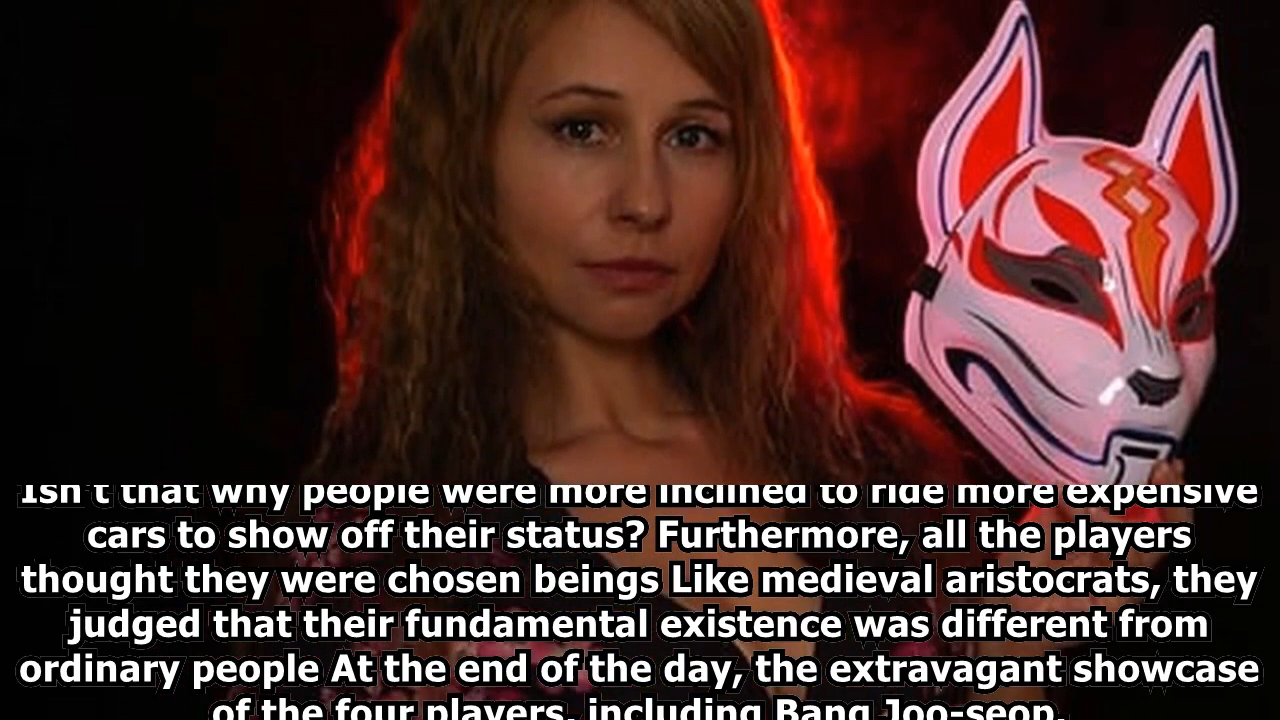 Isn't that why people were more inclined to ride more expensive
cars to show off their status? Furthermore, all the players
thought they were chosen beings Like medieval aristocrats, they
judged that their fundamental existence was different from
ordinary people At the end of the day, the extravagant showcase
of the four players, including Bang Joo-seop,